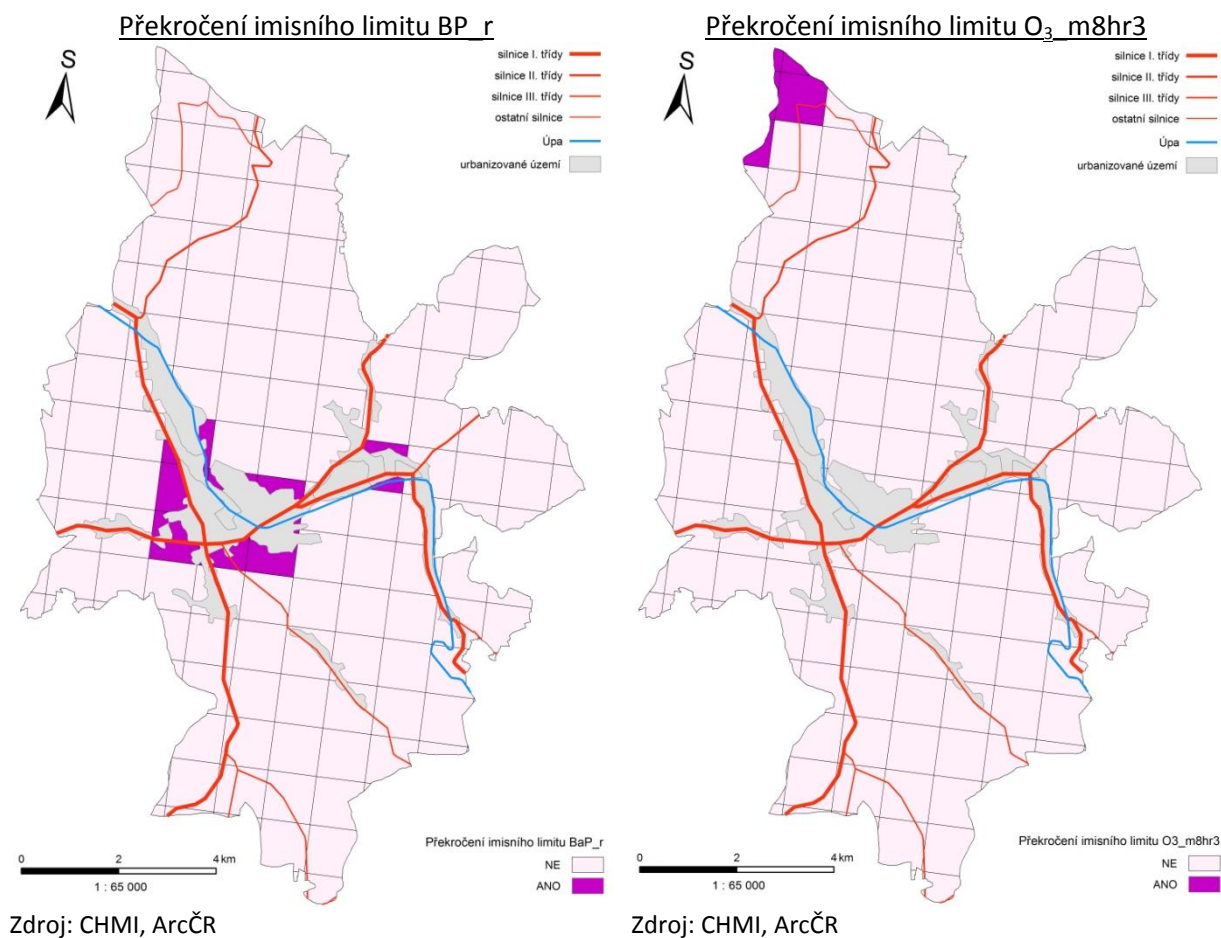 Překročení imisního limitu BP_r
S
silnice I. třídy
silnice II. třídy
silnice III. třídy
ostatní silnice
Úpa
urbanizované území
Překročení imisního limitu BaP_r
NE
ANO
0 2 4 km
1 : 65 000
Zdroj: CHMI, ArcČR
Překročení imisního limitu O₃_m8hr3
S
silnice I. třídy
silnice II. třídy
silnice III. třídy
ostatní silnice
Úpa
urbanizované území
Překročení imisního limitu O3_m8hr3
NE
ANO
0 2 4 km
1 : 65 000
Zdroj: CHMI, ArcČR